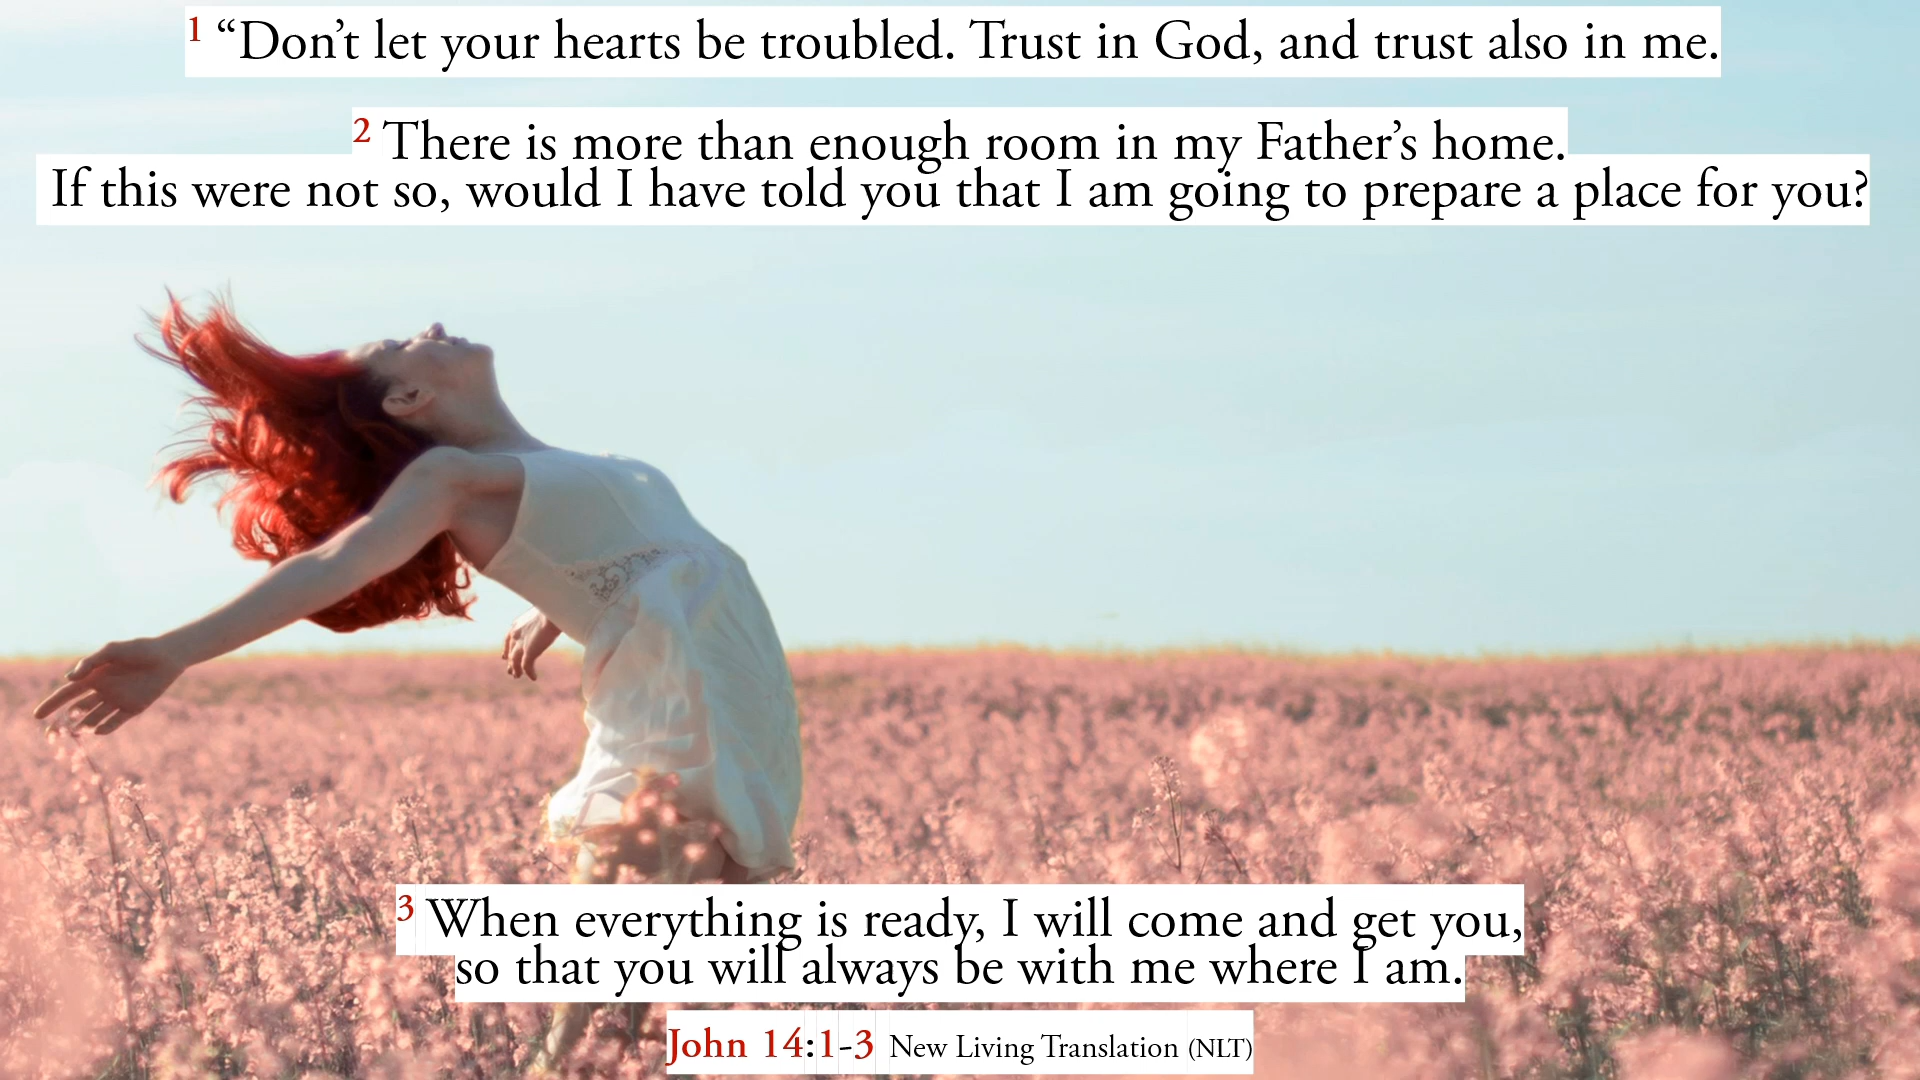 1 “Don’t let your hearts be troubled. Trust in God, and trust also in me.
2 There is more than enough room in my Father’s home.
If this were not so, would I have told you that I am going to prepare a place for you?
3 When everything is ready, I will come and get you,
so that you will always be with me where I am.
John 14:1-3 New Living Translation (NLT)